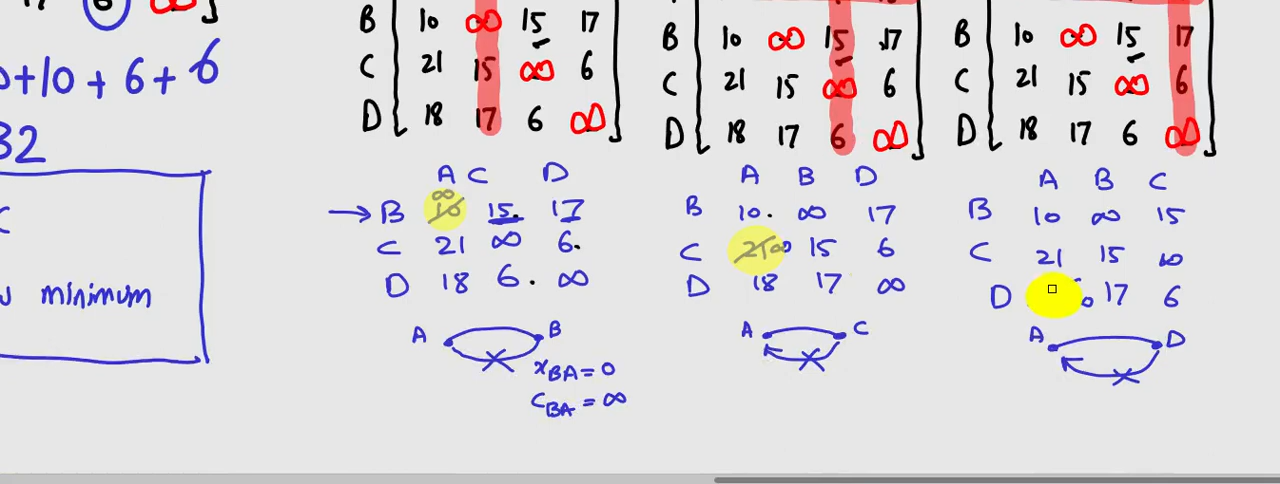 B 10 ∞ 15 17
C 21 15 ∞ 6
D 18 17 6 ∞
B 10 ∞ 15 17
C 21 15 ∞ 6
D 18 17 6 ∞
B 10 ∞ 15 17
C 21 15 ∞ 6
D 18 17 6 ∞
+10 + 6 + 6
32
C
minimum
A C D
∞
→ B 10 15 17
C 21 ∞ 6
D 18 6 ∞
A B
x_BA = 0
C_BA = ∞
A B D
B 10 ∞ 17
C 21 ∞ 15 6
D 18 17 ∞
A C
A B C
B 10 ∞ 15
C 21 15 ∞
D 17 6
A D